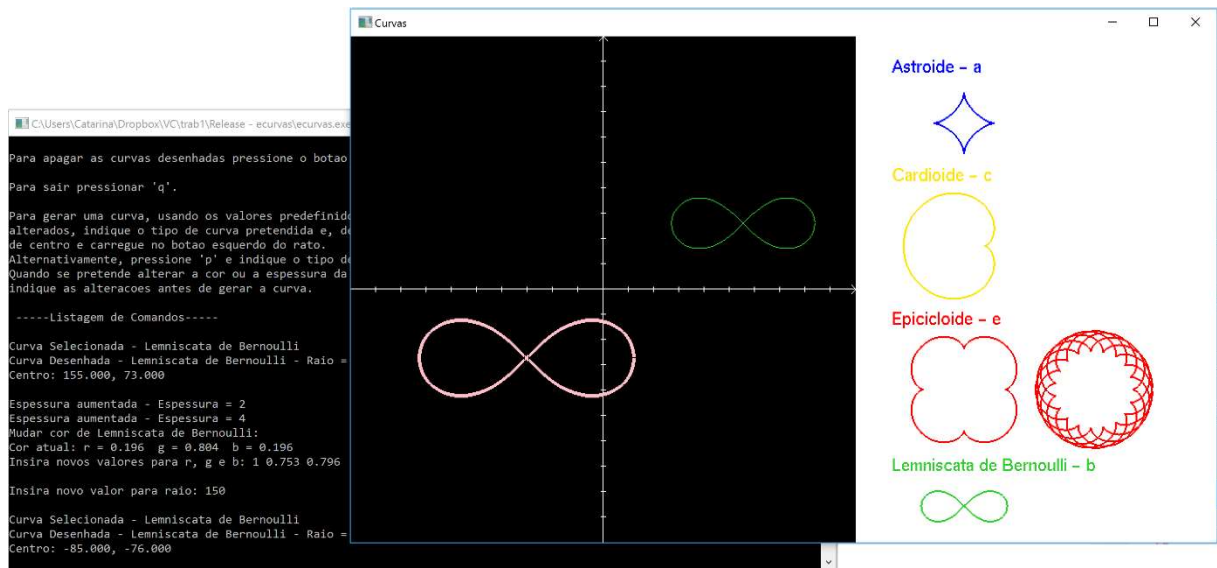 Curvas
Astroide - a
Cardioide - c
Epicicloide - e
Lemniscata de Bernoulli - b
C:\Users\Catarina\Dropbox\VC\trab1\Release - ecurvas\ecurvas.exe
Para apagar as curvas desenhadas pressione o botao
Para sair pressionar 'q'.
Para gerar uma curva, usando os valores
alterados, indique o tipo de curva pretendida e,
de centro e carregue no botao esquerdo do rato.
Alternativamente, pressione 'p' e indique o tipo
Quando se pretende alterar a cor ou a espessura da
indique as alteracoes antes de gerar a curva.
-----Listagem de Comandos-----
Curva Selecionada - Lemniscata de Bernoulli
Curva Desenhada - Lemniscata de Bernoulli - Raio =
Centro: 155.000, 73.000
Espessura aumentada - Espessura = 2
Espessura aumentada - Espessura = 4
Mudar cor de Lemniscata de Bernoulli:
Cor atual: r = 0.196 g = 0.804 b = 0.196
Insira novos valores para r, g e b: 1 0.753 0.796
Insira novo valor para raio: 150
Curva Selecionada - Lemniscata de Bernoulli
Curva Desenhada - Lemniscata de Bernoulli - Raio =
Centro: -85.000, -76.000